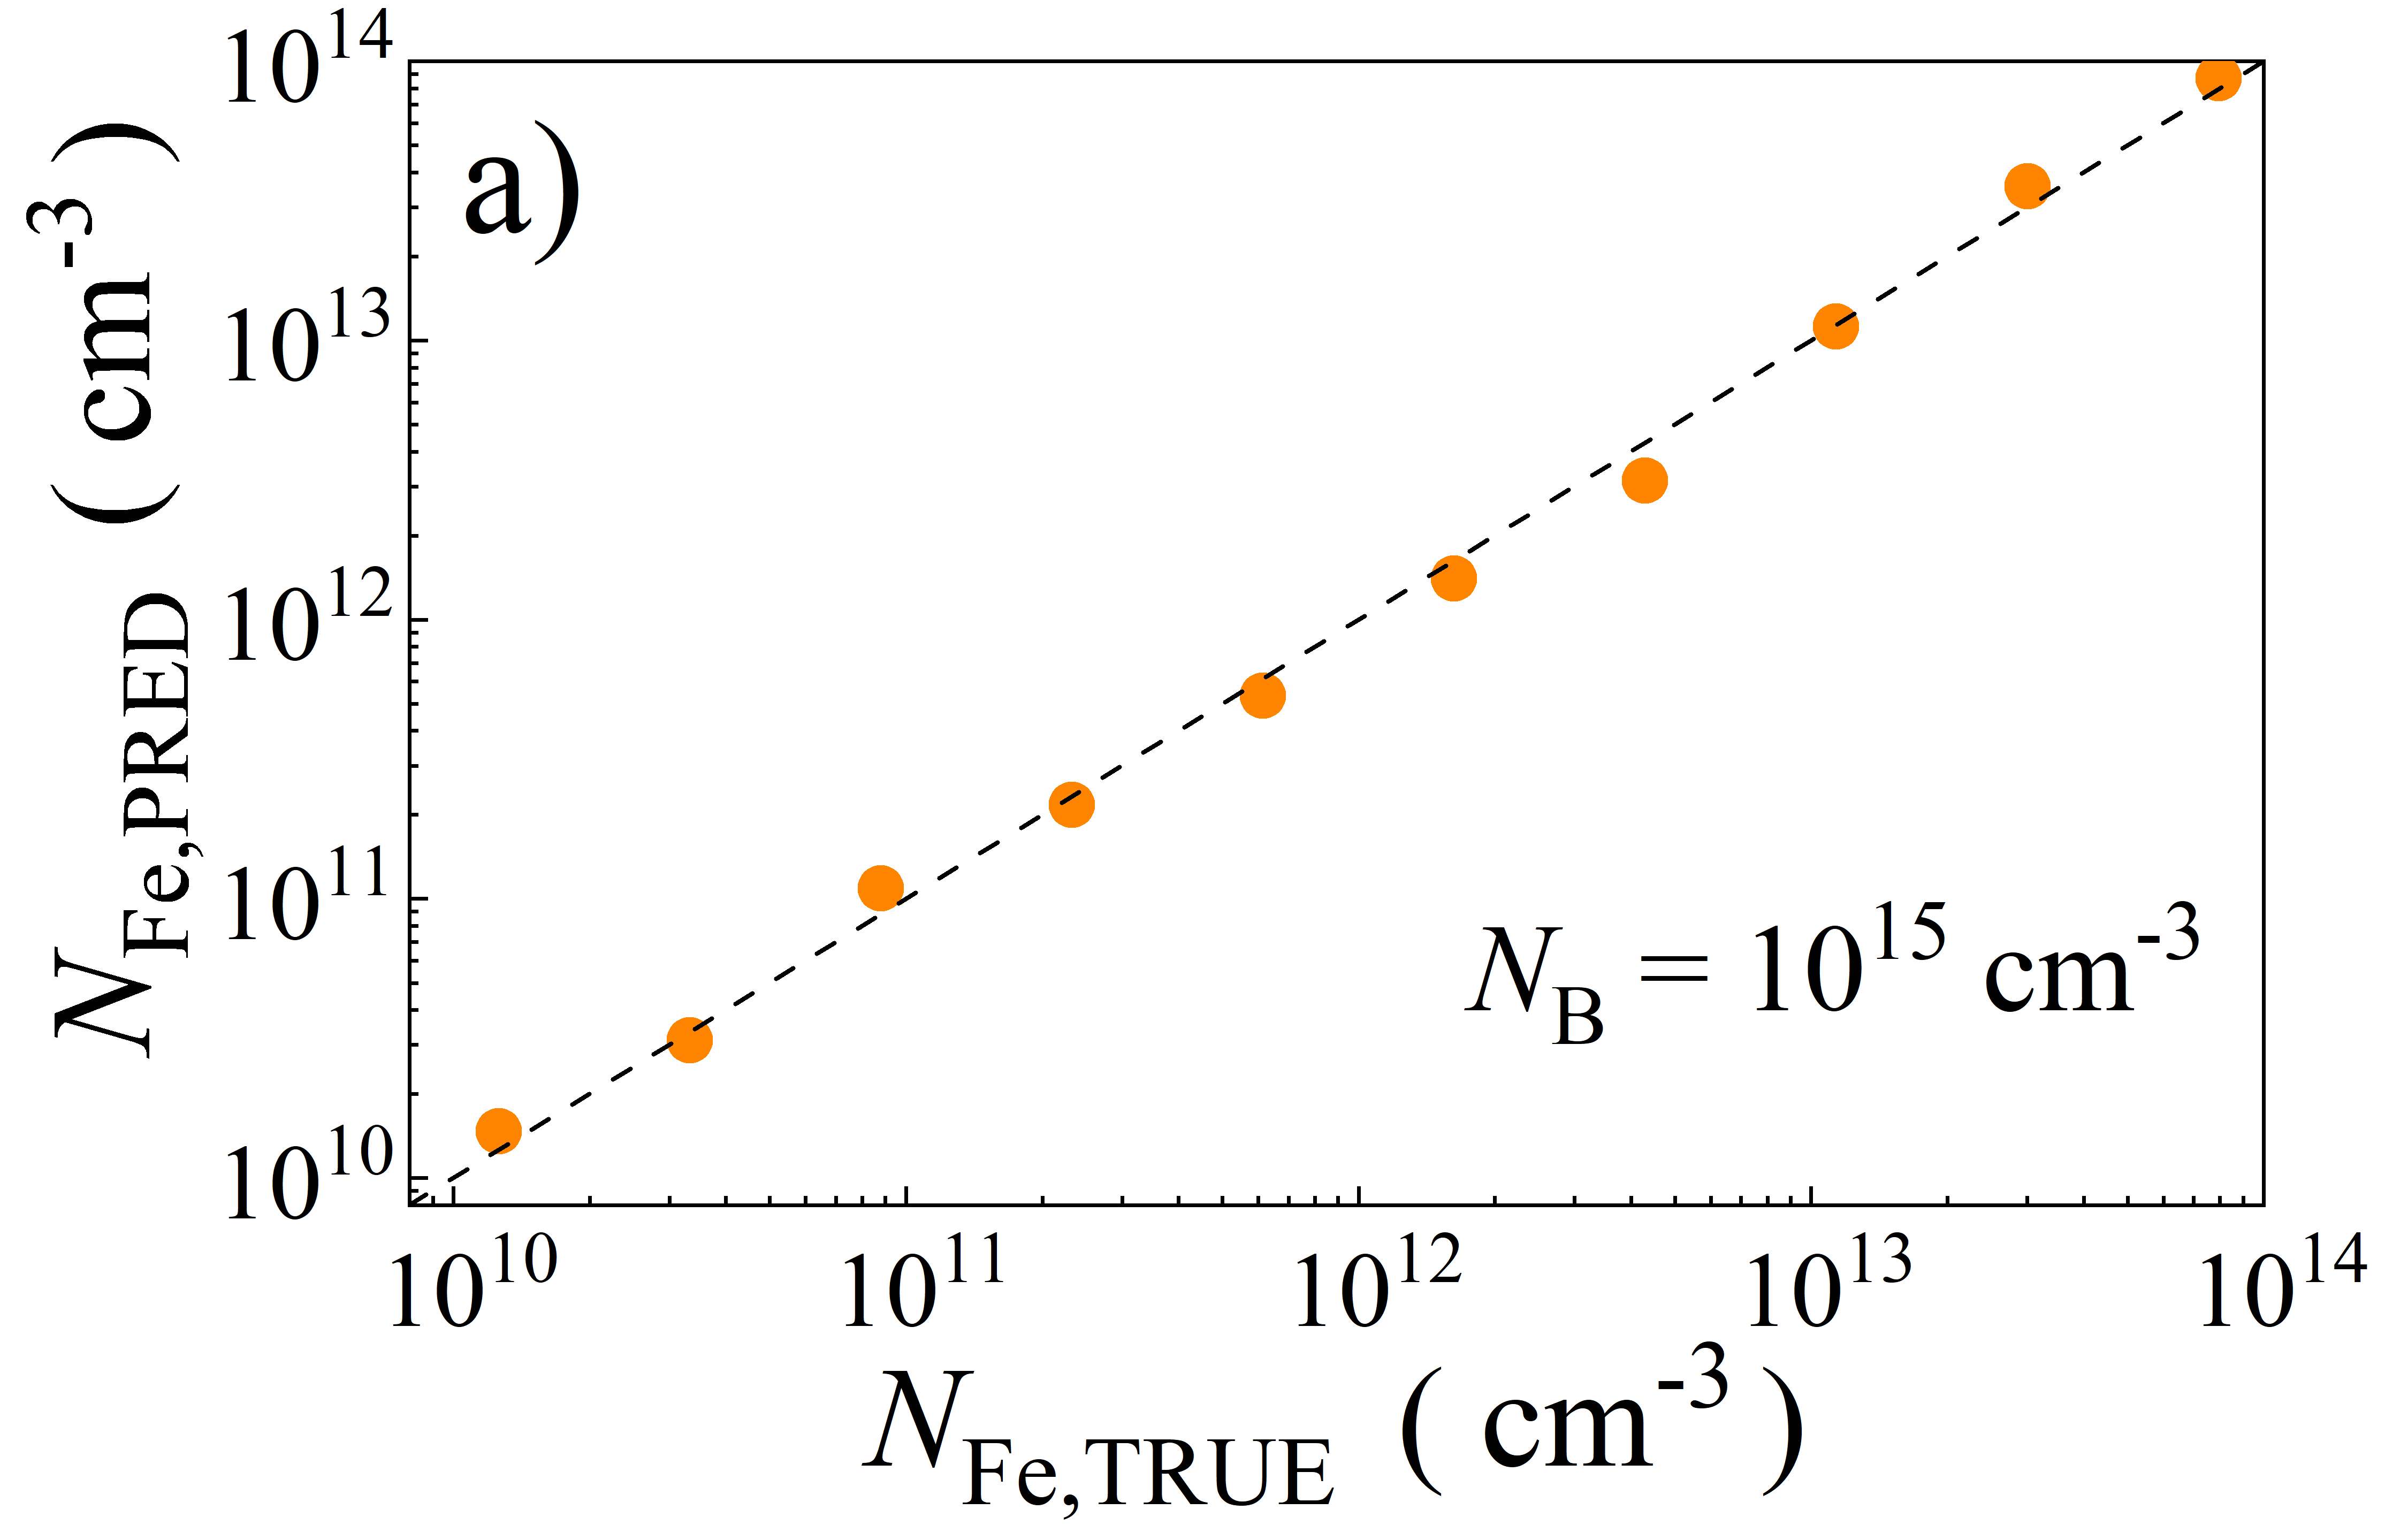 a)
N_Fe,PRED ( cm^-3 )
10^14
10^13
10^12
10^11
10^10
N_B = 10^15 cm^-3
10^10 10^11 10^12 10^13 10^14
N_Fe,TRUE ( cm^-3 )